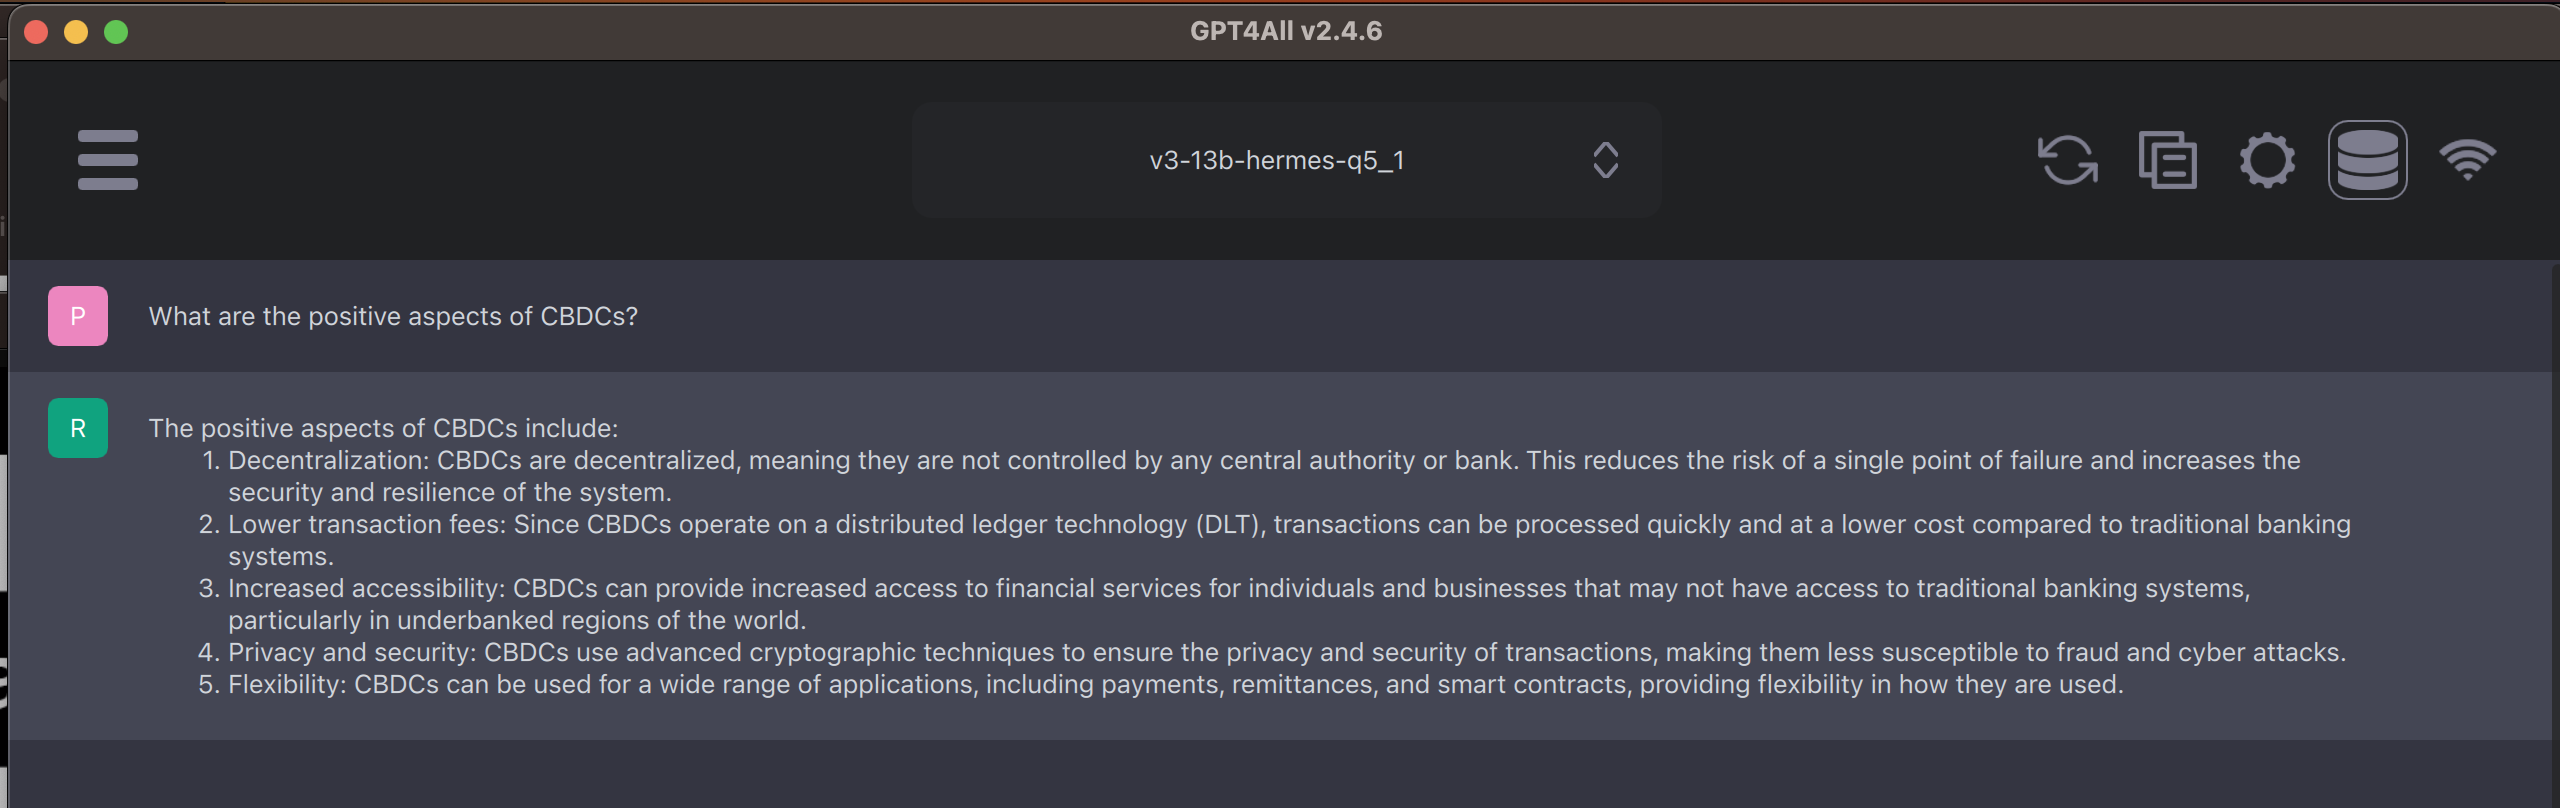 GPT4All v2.4.6
v3-13b-hermes-q5_1
P
What are the positive aspects of CBDCs?
R
The positive aspects of CBDCs include:
1. Decentralization: CBDCs are decentralized, meaning they are not controlled by any central authority or bank. This reduces the risk of a single point of failure and increases the
security and resilience of the system.
2. Lower transaction fees: Since CBDCs operate on a distributed ledger technology (DLT), transactions can be processed quickly and at a lower cost compared to traditional banking
systems.
3. Increased accessibility: CBDCs can provide increased access to financial services for individuals and businesses that may not have access to traditional banking systems,
particularly in underbanked regions of the world.
4. Privacy and security: CBDCs use advanced cryptographic techniques to ensure the privacy and security of transactions, making them less susceptible to fraud and cyber attacks.
5. Flexibility: CBDCs can be used for a wide range of applications, including payments, remittances, and smart contracts, providing flexibility in how they are used.